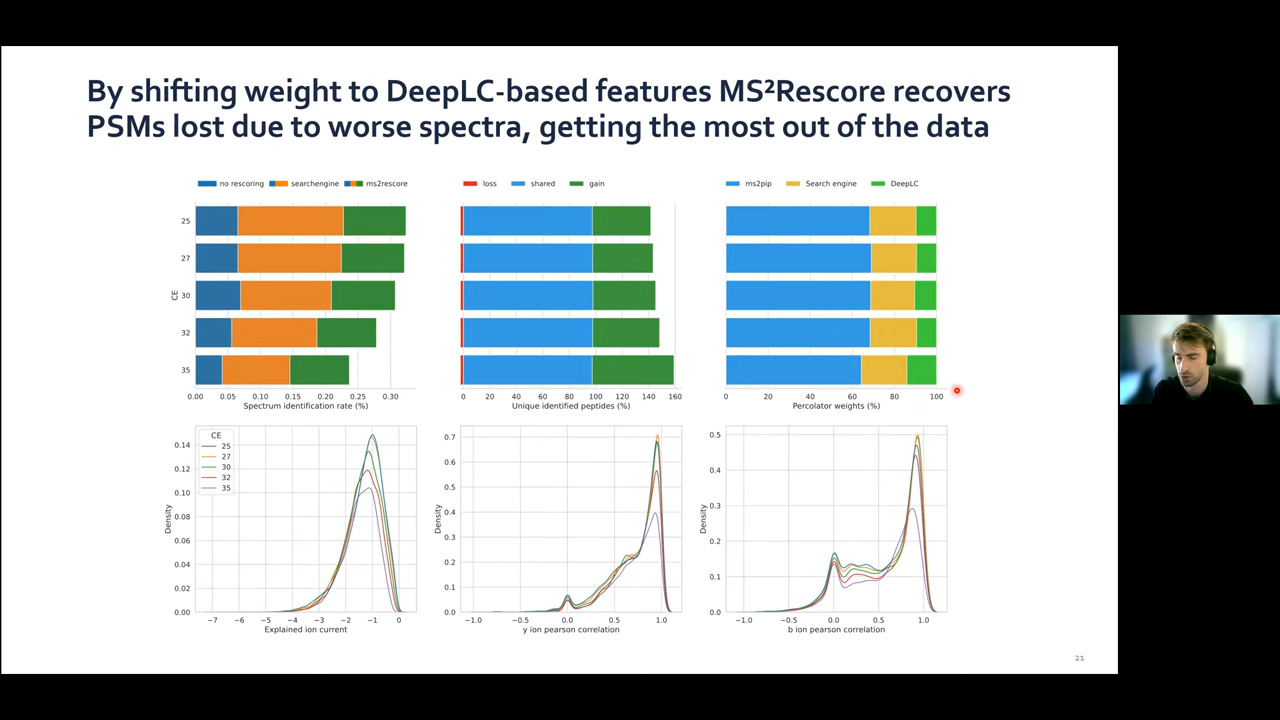 By shifting weight to DeepLC-based features MS²Rescore recovers
PSMs lost due to worse spectra, getting the most out of the data
no rescoring searchengine ms2rescore
loss shared gain
ms2pip Search engine DeepLC
CE
25
27
30
32
35
0.00 0.05 0.10 0.15 0.20 0.25 0.30
Spectrum identification rate (%)
0 20 40 60 80 100 120 140 160
Unique identified peptides (%)
0 20 40 60 80 100
Percolator weights (%)
Density
0.14
0.12
0.10
0.08
0.06
0.04
0.02
0.00
CE
25
27
30
32
35
−7 −6 −5 −4 −3 −2 −1 0
Explained ion current
Density
0.7
0.6
0.5
0.4
0.3
0.2
0.1
0.0
−1.0 −0.5 0.0 0.5 1.0
y ion pearson correlation
Density
0.5
0.4
0.3
0.2
0.1
0.0
−1.0 −0.5 0.0 0.5 1.0
b ion pearson correlation
21